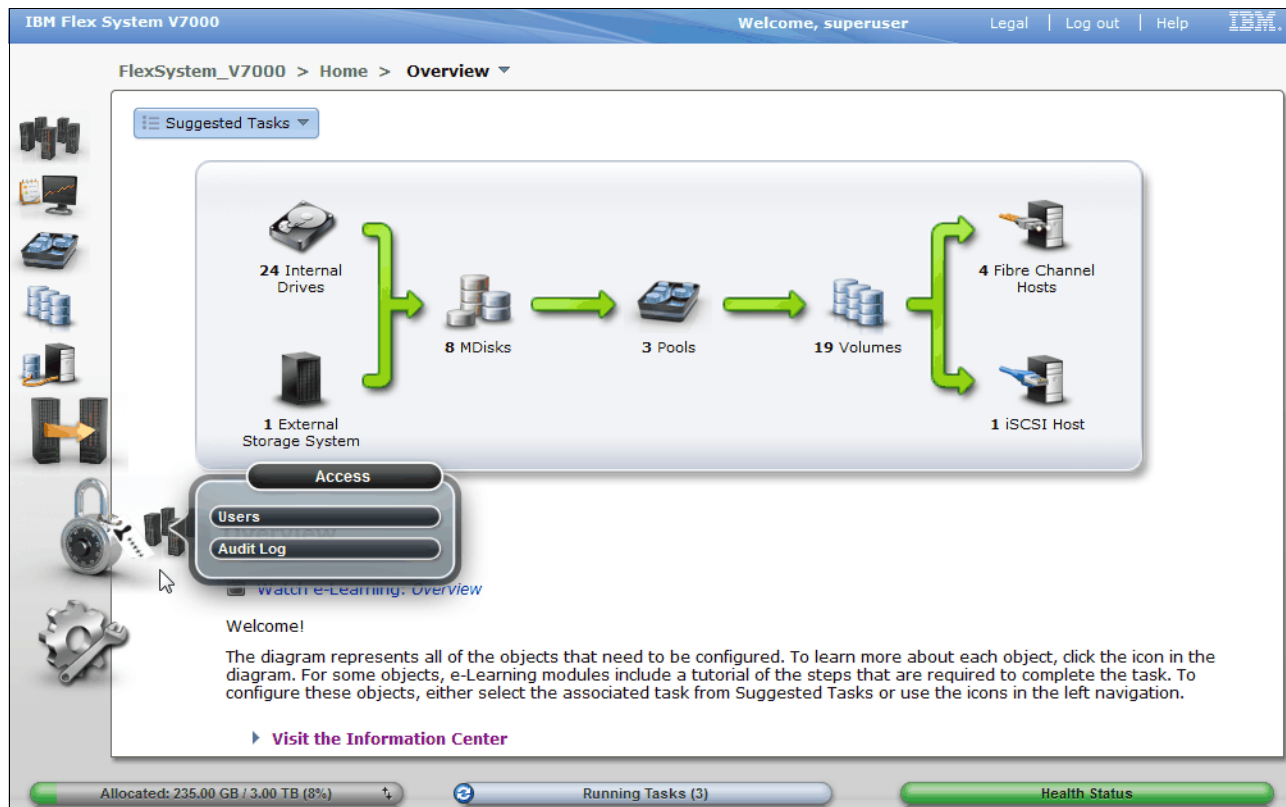 IBM Flex System V7000
Welcome, superuser
Legal | Log out | Help
IBM.
FlexSystem_V7000 > Home > Overview
Suggested Tasks
24 Internal
Drives
8 MDisks
3 Pools
19 Volumes
4 Fibre Channel
Hosts
1 External
Storage System
1 iSCSI Host
Access
Users
Overview
Audit Log
Watch e-Learning: Overview
Welcome!
The diagram represents all of the objects that need to be configured. To learn more about each object, click the icon in the
diagram. For some objects, e-Learning modules include a tutorial of the steps that are required to complete the task. To
configure these objects, either select the associated task from Suggested Tasks or use the icons in the left navigation.
Visit the Information Center
Allocated: 235.00 GB / 3.00 TB (8%)
Running Tasks (3)
Health Status